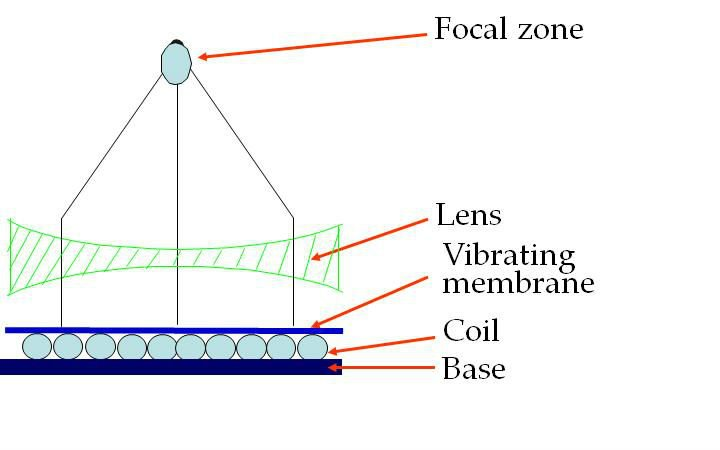 Focal zone
Lens
Vibrating
membrane
Coil
Base